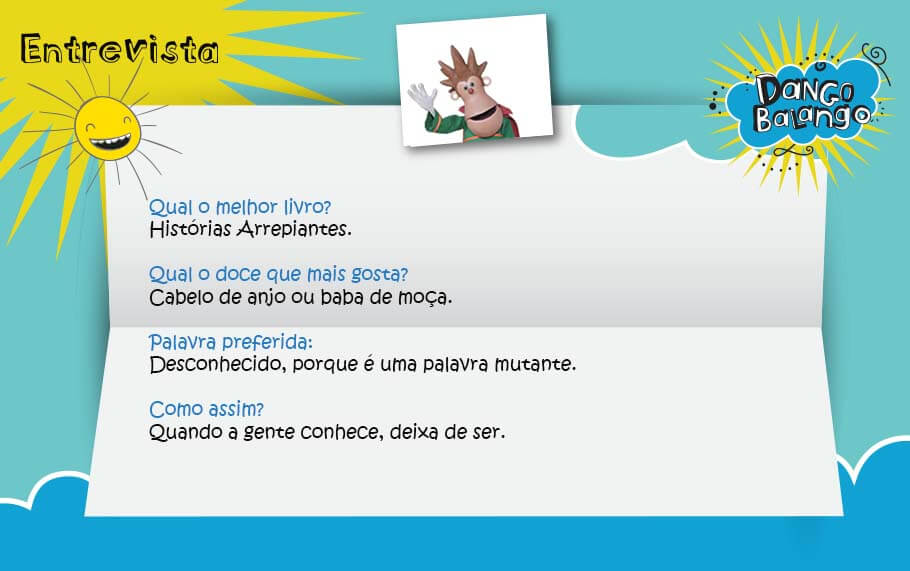 Entrevista
Dango
Balango
Qual o melhor livro?
Histórias Arrepiantes.
Qual o doce que mais gosta?
Cabelo de anjo ou baba de moça.
Palavra preferida:
Desconhecido, porque é uma palavra mutante.
Como assim?
Quando a gente conhece, deixa de ser.